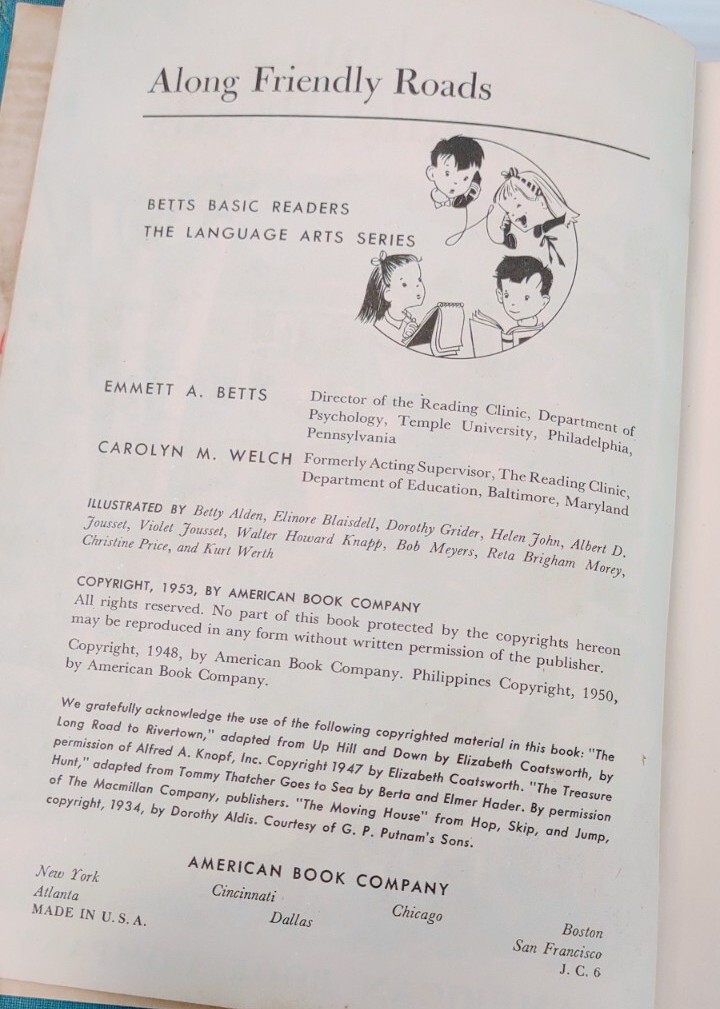 Along Friendly Roads
BETTS BASIC READERS
THE LANGUAGE ARTS SERIES
EMMETT A. BETTS
Director of the Reading Clinic, Department of
Psychology, Temple University, Philadelphia,
Pennsylvania
CAROLYN M. WELCH
Formerly Acting Supervisor, The Reading Clinic,
Department of Education, Baltimore, Maryland
ILLUSTRATED BY Betty Alden, Elinore Blaisdell, Dorothy Grider, Helen John, Albert D.
Jousset, Violet Jousset, Walter Howard Knapp, Bob Meyers, Reta Brigham Morey,
Christine Price, and Kurt Werth
COPYRIGHT, 1953, BY AMERICAN BOOK COMPANY
All rights reserved. No part of this book protected by the copyrights hereon
may be reproduced in any form without written permission of the publisher.
Copyright, 1948, by American Book Company. Philippines Copyright, 1950,
by American Book Company.
We gratefully acknowledge the use of the following copyrighted material in this book: "The
Long Road to Rivertown," adapted from Up Hill and Down by Elizabeth Coatsworth, by
permission of Alfred A. Knopf, Inc. Copyright 1947 by Elizabeth Coatsworth. "The Treasure
Hunt," adapted from Tommy Thatcher Goes to Sea by Berta and Elmer Hader. By permission
of The Macmillan Company, publishers. "The Moving House" from Hop, Skip, and Jump,
copyright, 1934, by Dorothy Aldis. Courtesy of G. P. Putnam's Sons.
AMERICAN BOOK COMPANY
New York
Cincinnati
Chicago
Boston
Atlanta
Dallas
San Francisco
MADE IN U. S. A.
J. C. 6